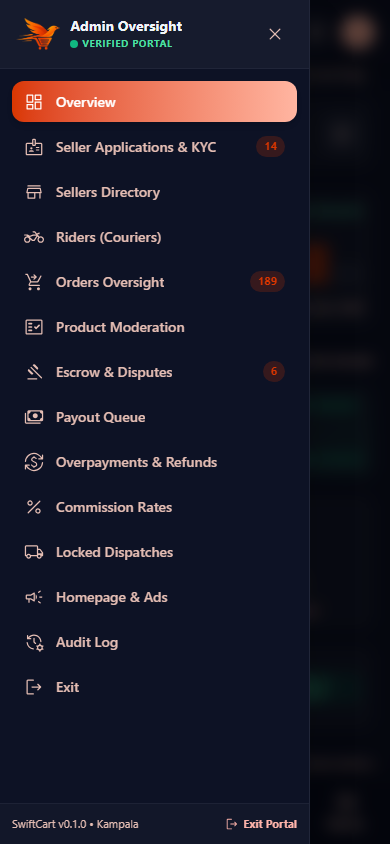 Admin Oversight
VERIFIED PORTAL
Overview
Seller Applications & KYC 14
Sellers Directory
Riders (Couriers)
Orders Oversight 189
Product Moderation
Escrow & Disputes 6
Payout Queue
Overpayments & Refunds
Commission Rates
Locked Dispatches
Homepage & Ads
Audit Log
Exit
SwiftCart v0.1.0 • Kampala Exit Portal